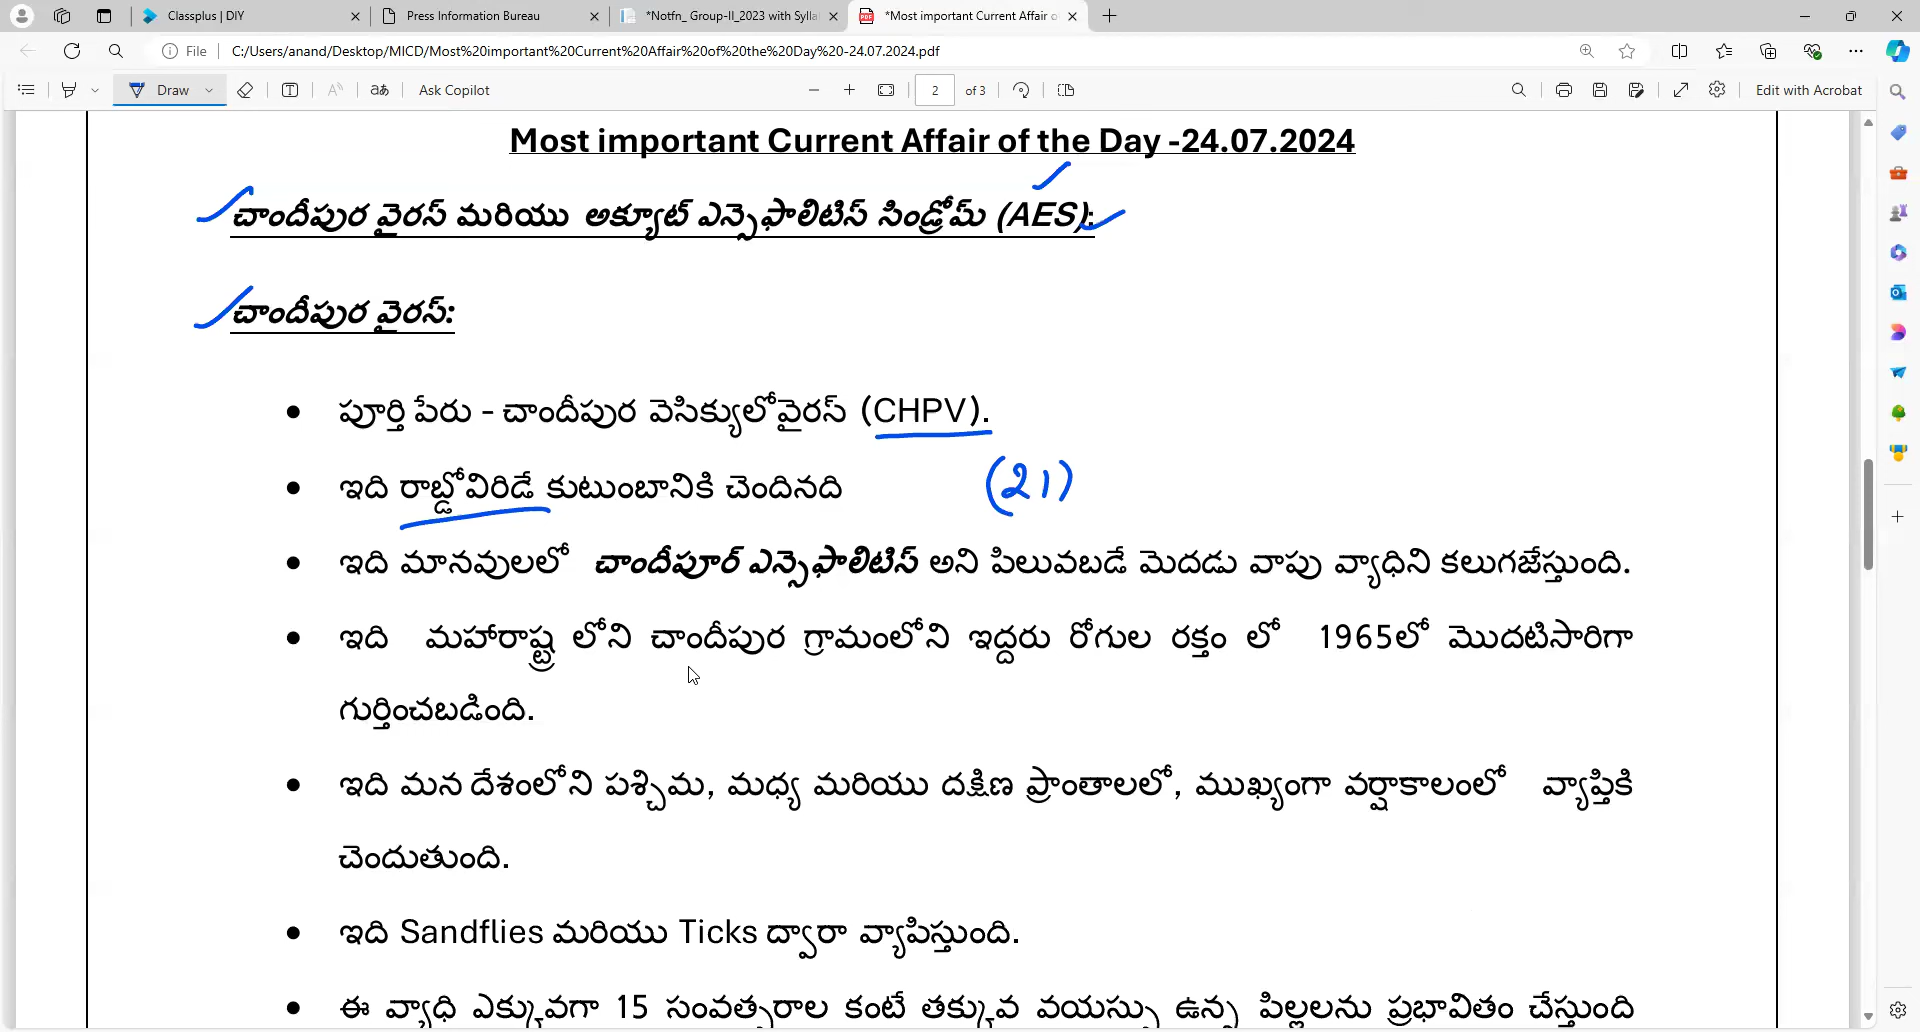 Classplus | DIY
Press Information Bureau
*Notfn_ Group-II_2023 with Sylla
*Most important Current Affair o
File
C:/Users/anand/Desktop/MICD/Most%20important%20Current%20Affair%20of%20the%20Day%20-24.07.2024.pdf
Draw
Ask Copilot
2 of 3
Edit with Acrobat
Most important Current Affair of the Day -24.07.2024
చాందీపుర వైరస్ మరియు అక్యూట్ ఎన్సెఫాలిటిస్ సిండ్రోమ్ (AES):
చాందీపుర వైరస్:
• పూర్తి పేరు - చాందీపుర వెసిక్యులోవైరస్ (CHPV).
• ఇది రాబ్డోవిరిడే కుటుంబానికి చెందినది (21)
• ఇది మానవులలో చాందీపూర్ ఎన్సెఫాలిటిస్ అని పిలువబడే మెదడు వాపు వ్యాధిని కలుగజేస్తుంది.
• ఇది మహారాష్ట్ర లోని చాందీపుర గ్రామంలోని ఇద్దరు రోగుల రక్తం లో 1965లో మొదటిసారిగా
గుర్తించబడింది.
• ఇది మన దేశంలోని పశ్చిమ, మధ్య మరియు దక్షిణ ప్రాంతాలలో, ముఖ్యంగా వర్షాకాలంలో వ్యాప్తికి
చెందుతుంది.
• ఇది Sandflies మరియు Ticks ద్వారా వ్యాపిస్తుంది.
• ఈ వ్యాధి ఎక్కువగా 15 సంవత్సరాల కంటే తక్కువ వయస్సు ఉన్న పిల్లలను ప్రభావితం చేస్తుంది